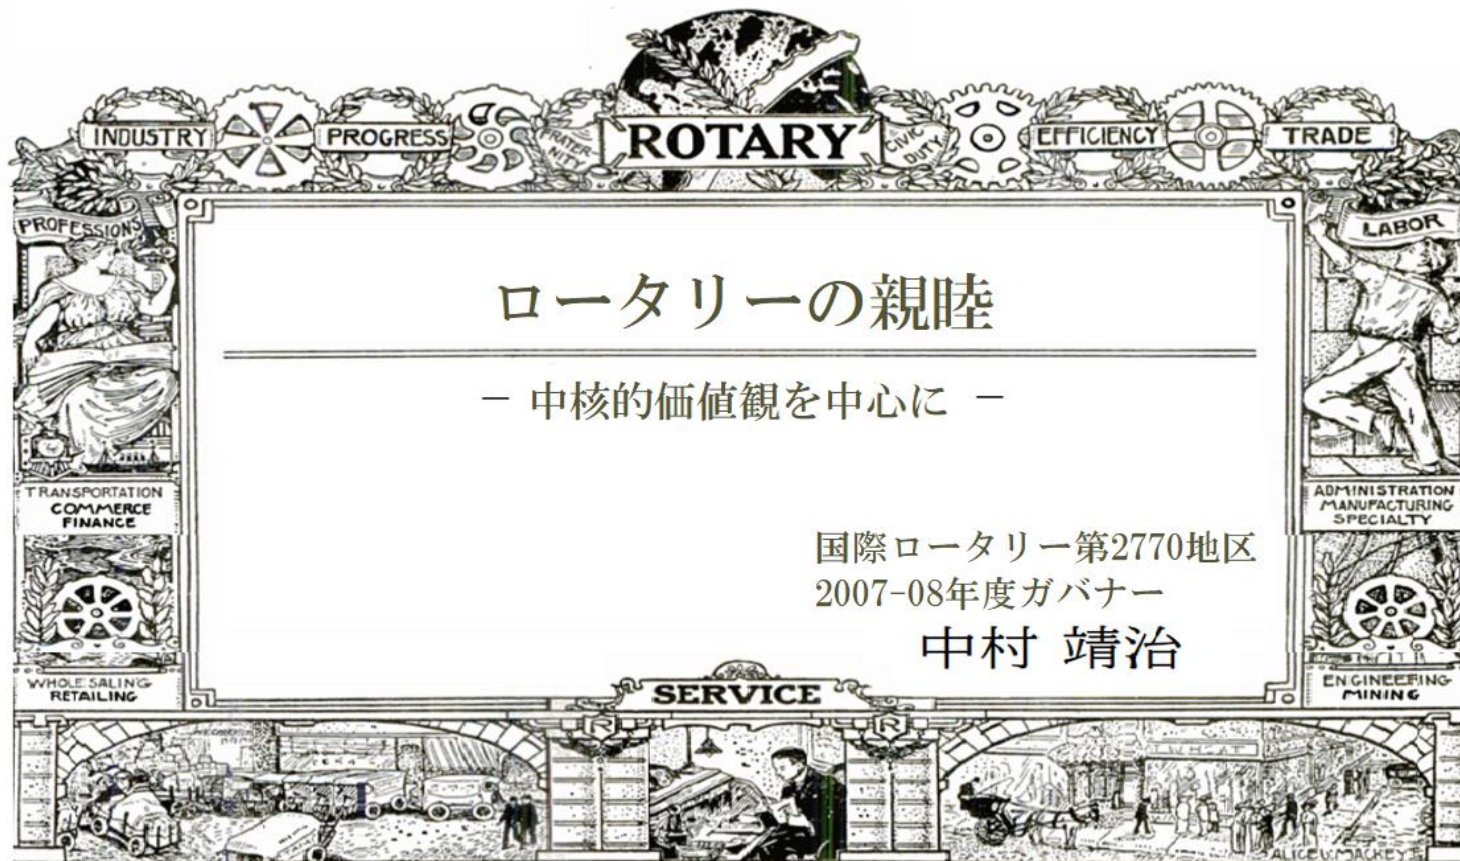 INDUSTRY
PROGRESS
FRATER-
NITY
ROTARY
CIVIC
DUTY
EFFICIENCY
TRADE
PROFESSIONS
LABOR
ロータリーの親睦
− 中核的価値観を中心に −
TRANSPORTATION
COMMERCE
FINANCE
ADMINISTRATION
MANUFACTURING
SPECIALTY
国際ロータリー第2770地区
2007-08年度ガバナー
中村 靖治
WHOLESALING
RETAILING
ENGINEERING
MINING
SERVICE
R
R